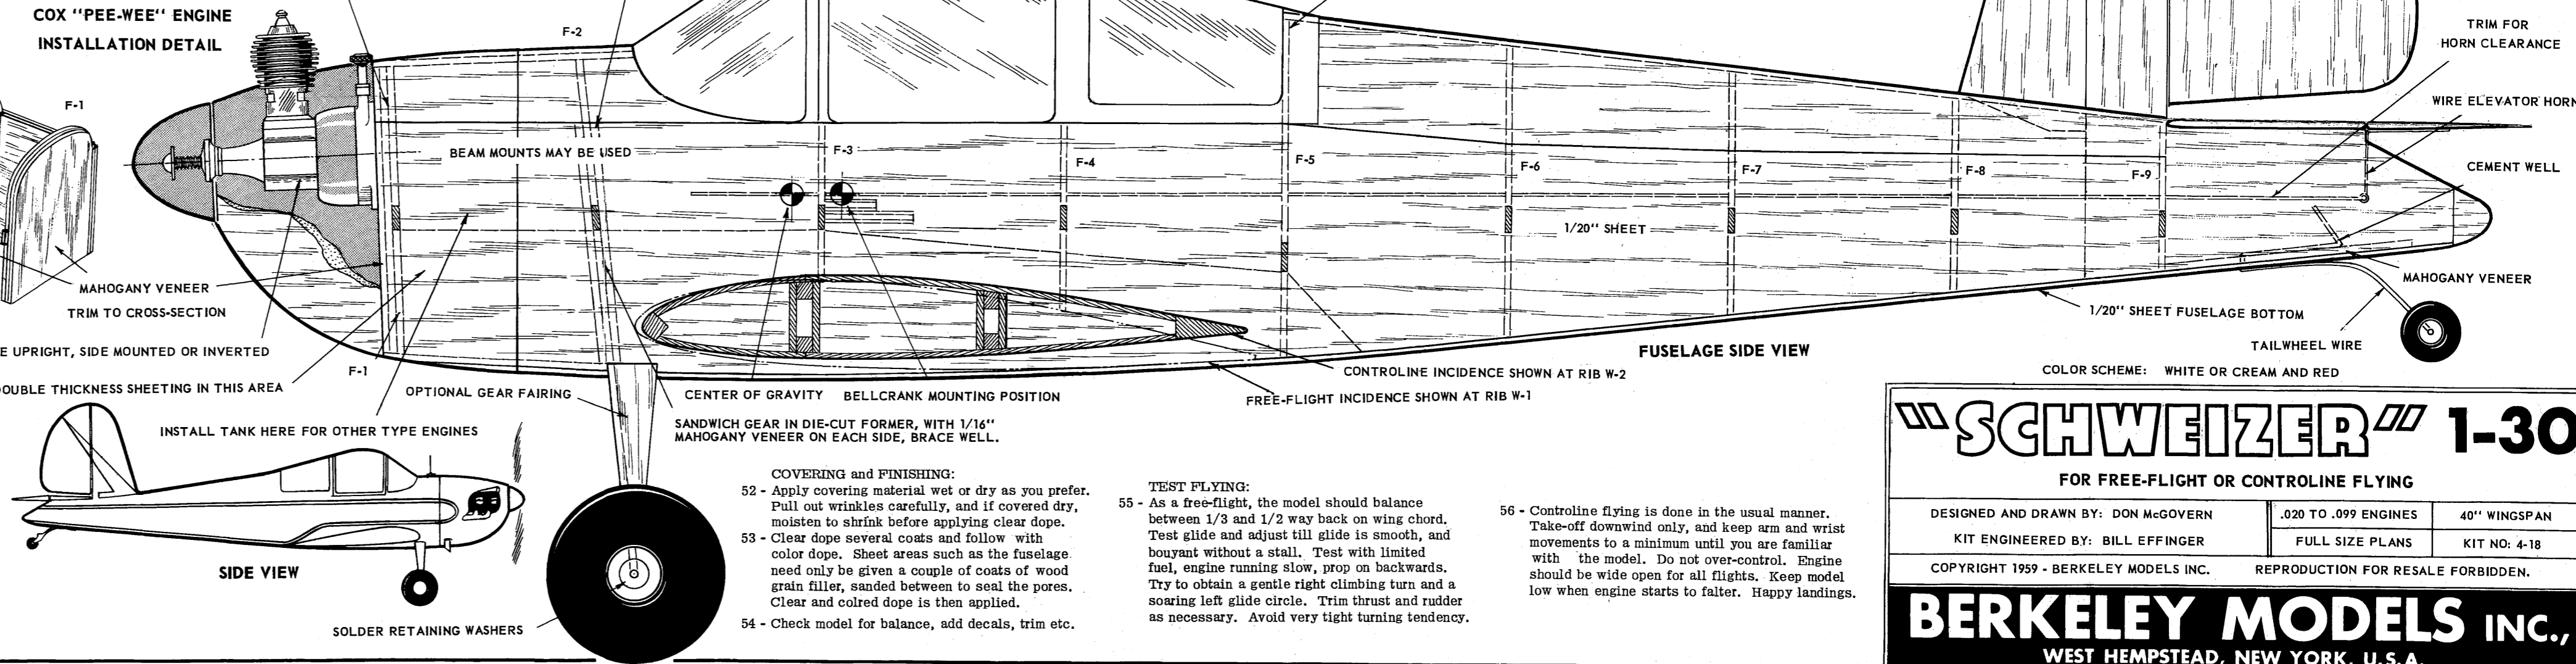 COX "PEE-WEE" ENGINE
INSTALLATION DETAIL
F-1
F-2
BEAM MOUNTS MAY BE USED
F-3
F-4
F-5
F-6
F-7
F-8
F-9
1/20" SHEET
TRIM FOR
HORN CLEARANCE
WIRE ELEVATOR HORN
CEMENT WELL
MAHOGANY VENEER
1/20" SHEET FUSELAGE BOTTOM
TAILWHEEL WIRE
MAHOGANY VENEER
TRIM TO CROSS-SECTION
E UPRIGHT, SIDE MOUNTED OR INVERTED
F-1
OUBLE THICKNESS SHEETING IN THIS AREA
OPTIONAL GEAR FAIRING
CENTER OF GRAVITY
BELLCRANK MOUNTING POSITION
CONTROLINE INCIDENCE SHOWN AT RIB W-2
FREE-FLIGHT INCIDENCE SHOWN AT RIB W-1
FUSELAGE SIDE VIEW
COLOR SCHEME: WHITE OR CREAM AND RED
INSTALL TANK HERE FOR OTHER TYPE ENGINES
SANDWICH GEAR IN DIE-CUT FORMER, WITH 1/16"
MAHOGANY VENEER ON EACH SIDE, BRACE WELL.
SIDE VIEW
SOLDER RETAINING WASHERS
COVERING and FINISHING:
52 - Apply covering material wet or dry as you prefer.
Pull out wrinkles carefully, and if covered dry,
moisten to shrink before applying clear dope.
53 - Clear dope several coats and follow with
color dope. Sheet areas such as the fuselage
need only be given a couple of coats of wood
grain filler, sanded between to seal the pores.
Clear and colred dope is then applied.
54 - Check model for balance, add decals, trim etc.
TEST FLYING:
55 - As a free-flight, the model should balance
between 1/3 and 1/2 way back on wing chord.
Test glide and adjust till glide is smooth, and
bouyant without a stall. Test with limited
fuel, engine running slow, prop on backwards.
Try to obtain a gentle right climbing turn and a
soaring left glide circle. Trim thrust and rudder
as necessary. Avoid very tight turning tendency.
56 - Controline flying is done in the usual manner.
Take-off downwind only, and keep arm and wrist
movements to a minimum until you are familiar
with the model. Do not over-control. Engine
should be wide open for all flights. Keep model
low when engine starts to falter. Happy landings.
"SCHWEIZER" 1-30
FOR FREE-FLIGHT OR CONTROLINE FLYING
DESIGNED AND DRAWN BY: DON McGOVERN
.020 TO .099 ENGINES
40" WINGSPAN
KIT ENGINEERED BY: BILL EFFINGER
FULL SIZE PLANS
KIT NO: 4-18
COPYRIGHT 1959 - BERKELEY MODELS INC. REPRODUCTION FOR RESALE FORBIDDEN.
BERKELEY MODELS INC.,
WEST HEMPSTEAD, NEW YORK, U.S.A.